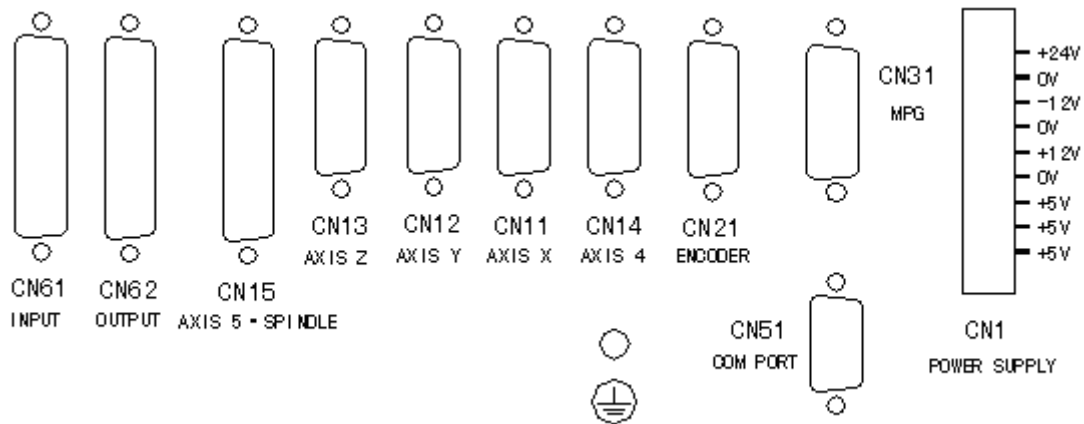 CN61
INPUT
CN62
OUTPUT
CN15
AXIS 5 - SPINDLE
CN13
AXIS Z
CN12
AXIS Y
CN11
AXIS X
CN14
AXIS 4
CN21
ENCODER
CN31
MPG
CN51
COM PORT
+24V
0V
-12V
0V
+12V
0V
+5V
+5V
+5V
CN1
POWER SUPPLY